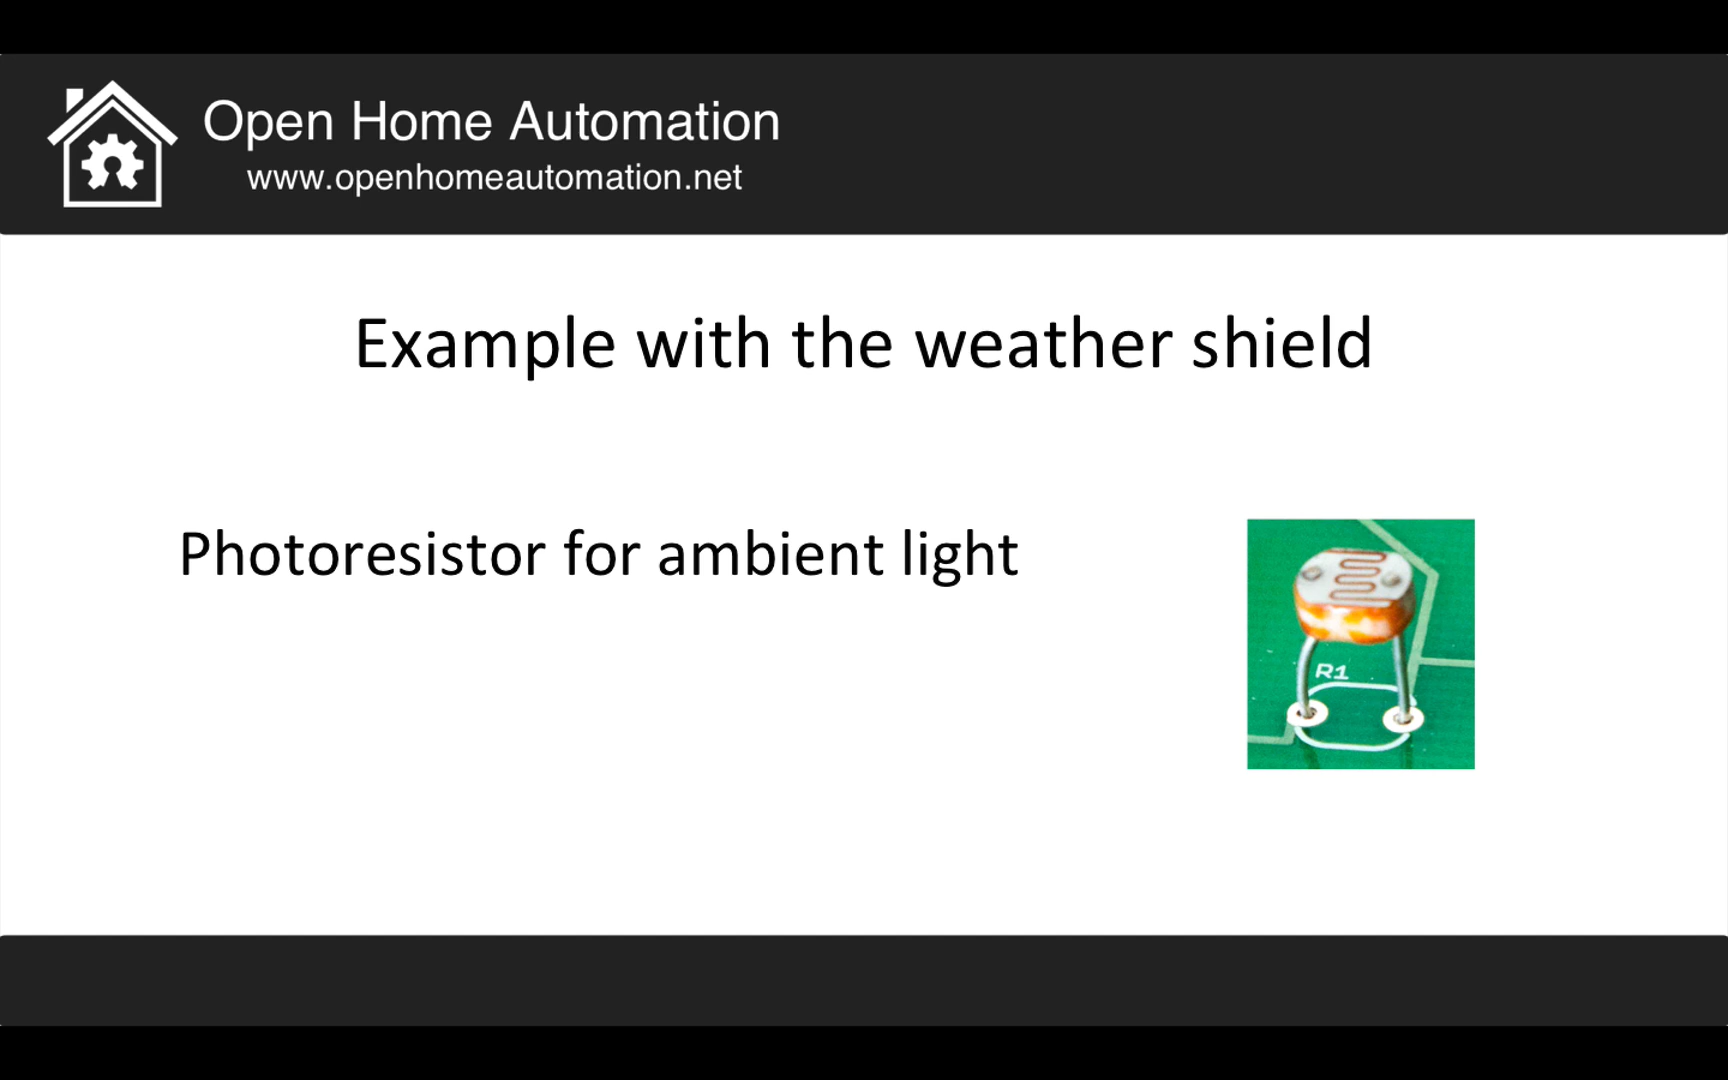 Open Home Automation
www.openhomeautomation.net
Example with the weather shield
Photoresistor for ambient light
R1